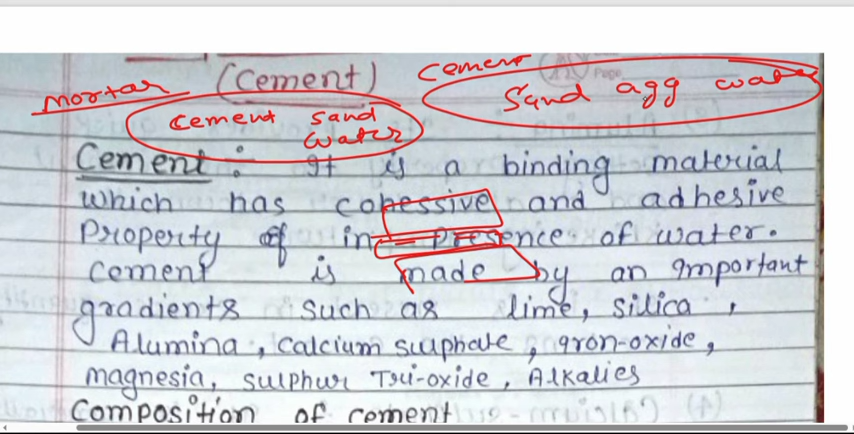 (Cement) cement
mortar Sand agg water
cement sand
water
Cement :- It is a binding material
which has cohessive and adhesive
Property of in presence of water.
cement is made by an important
gradients such as lime, silica,
Alumina, calcium sulphate, iron-oxide,
magnesia, sulphur Tri-oxide, Alkalies
composition of cement